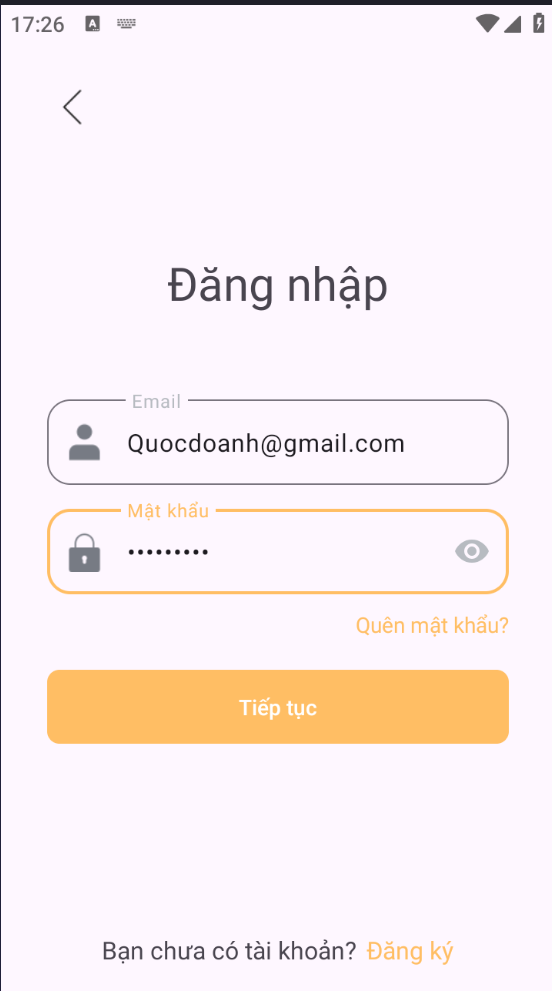 17:26
Đăng nhập
Email
Quocdoanh@gmail.com
Mật khẩu
•••••••••
Quên mật khẩu?
Tiếp tục
Bạn chưa có tài khoản? Đăng ký